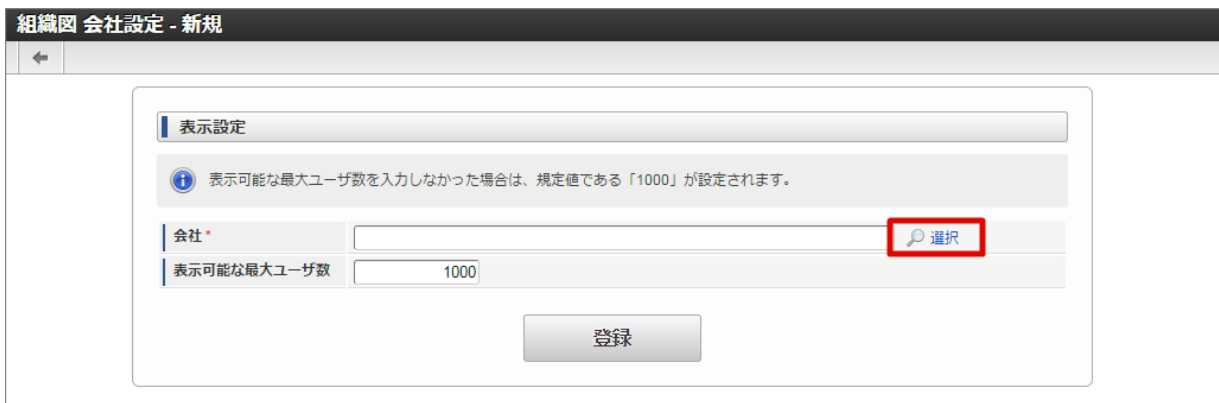 組織図 会社設定 - 新規
表示設定
表示可能な最大ユーザ数を入力しなかった場合は、規定値である「1000」が設定されます。
会社* 選択
表示可能な最大ユーザ数 1000
登録